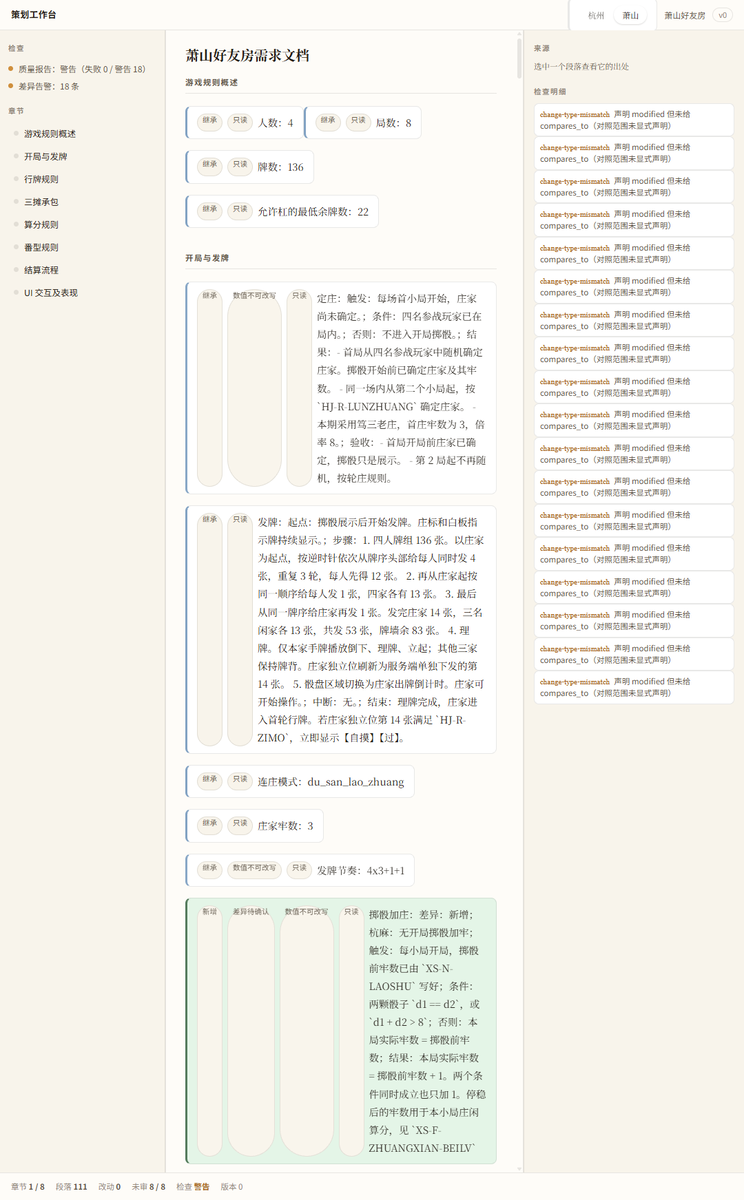 策划工作台
杭州 萧山 萧山好友房 v0
检查
质量报告：警告（失败 0 / 警告 18）
差异告警：18 条
章节
游戏规则概述
开局与发牌
行牌规则
三摊承包
算分规则
番型规则
结算流程
UI 交互及表现
萧山好友房需求文档
游戏规则概述
继承 只读 人数：4 继承 只读 局数：8
继承 只读 牌数：136
继承 只读 允许杠的最低余牌数：22
开局与发牌
继承 数值不可改写 只读 定庄：触发：每场首小局开始，庄家
尚未确定。；条件：四名参战玩家已在
局内。；否则：不进入开局掷骰。；结
果：- 首局从四名参战玩家中随机确定
庄家。掷骰开始前已确定庄家及其牢
数。 - 同一场内从第二个小局起，按
`HJ-R-LUNZHUANG` 确定庄家。 -
本期采用笃三老庄，首庄牢数为 3，倍
率 8。；验收：- 首局开局前庄家已确
定，掷骰只是展示。 - 第 2 局起不再随
机，按轮庄规则。
继承 只读 发牌：起点：掷骰展示后开始发牌。庄标和白板指
示牌持续显示。；步骤：1. 四人牌组 136 张。以庄家
为起点，按逆时针依次从牌序头部给每人同时发 4
张，重复 3 轮，每人先得 12 张。 2. 再从庄家起按
同一顺序给每人发 1 张，四家各有 13 张。 3. 最后
从同一牌序给庄家再发 1 张。发完庄家 14 张，三名
闲家各 13 张，共发 53 张，牌墙余 83 张。 4. 理
牌。仅本家手牌播放倒下、理牌、立起；其他三家
保持牌背。庄家独立位刷新为服务端单独下发的第
14 张。 5. 骰盘区域切换为庄家出牌倒计时。庄家可
开始操作。；中断：无。；结束：理牌完成，庄家进
入首轮行牌。若庄家独立位第 14 张满足 `HJ-R-
ZIMO`，立即显示【自摸】【过】。
继承 只读 连庄模式：du_san_lao_zhuang
继承 只读 庄家牢数：3
继承 数值不可改写 只读 发牌节奏：4x3+1+1
新增 差异待确认 数值不可改写 只读 掷骰加庄：差异：新增；
杭麻：无开局掷骰加牢；
触发：每小局开局，掷骰
前牢数已由 `XS-N-
LAOSHU` 写好；条件：
两颗骰子 `d1 == d2`，或
`d1 + d2 > 8`；否则：本
局实际牢数 = 掷骰前牢
数；结果：本局实际牢数
= 掷骰前牢数 + 1。两个条
件同时成立也只加 1。停稳
后的牢数用于本小局庄闲
算分，见 `XS-F-
ZHUANGXIAN-BEILV`
来源
选中一个段落查看它的出处
检查明细
change-type-mismatch 声明 modified 但未给
compares_to（对照范围未显式声明）
change-type-mismatch 声明 modified 但未给
compares_to（对照范围未显式声明）
change-type-mismatch 声明 modified 但未给
compares_to（对照范围未显式声明）
change-type-mismatch 声明 modified 但未给
compares_to（对照范围未显式声明）
change-type-mismatch 声明 modified 但未给
compares_to（对照范围未显式声明）
change-type-mismatch 声明 modified 但未给
compares_to（对照范围未显式声明）
change-type-mismatch 声明 modified 但未给
compares_to（对照范围未显式声明）
change-type-mismatch 声明 modified 但未给
compares_to（对照范围未显式声明）
change-type-mismatch 声明 modified 但未给
compares_to（对照范围未显式声明）
change-type-mismatch 声明 modified 但未给
compares_to（对照范围未显式声明）
change-type-mismatch 声明 modified 但未给
compares_to（对照范围未显式声明）
change-type-mismatch 声明 modified 但未给
compares_to（对照范围未显式声明）
change-type-mismatch 声明 modified 但未给
compares_to（对照范围未显式声明）
change-type-mismatch 声明 modified 但未给
compares_to（对照范围未显式声明）
change-type-mismatch 声明 modified 但未给
compares_to（对照范围未显式声明）
change-type-mismatch 声明 modified 但未给
compares_to（对照范围未显式声明）
change-type-mismatch 声明 modified 但未给
compares_to（对照范围未显式声明）
change-type-mismatch 声明 modified 但未给
compares_to（对照范围未显式声明）
章节 1 / 8 段落 111 改动 0 未审 8 / 8 检查 警告 版本 0